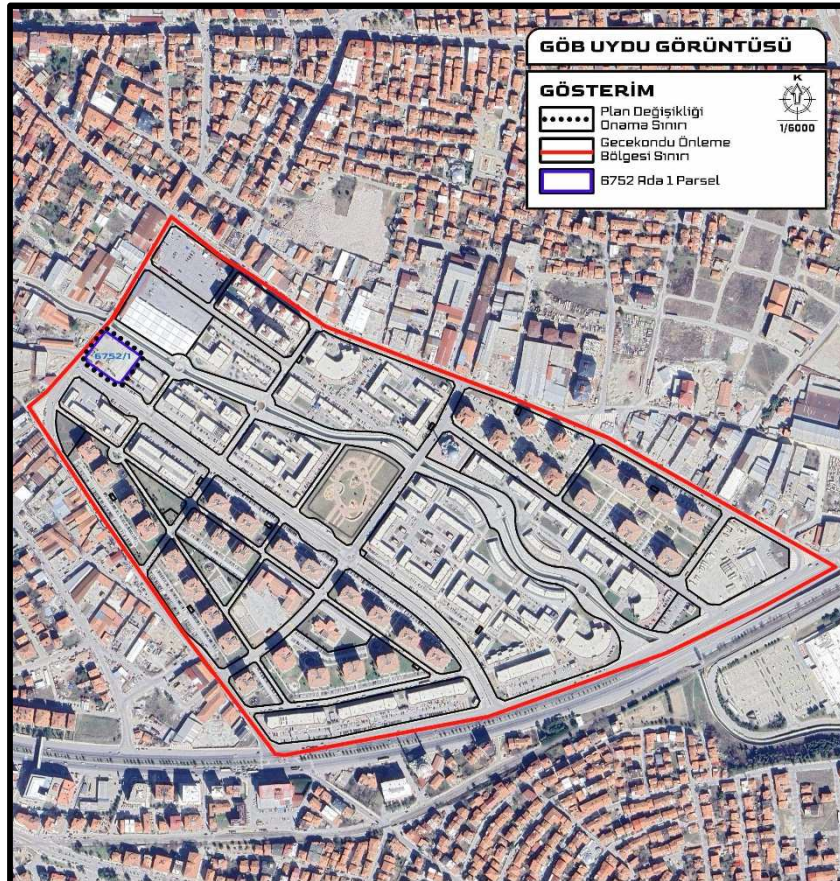 GÖB UYDU GÖRÜNTÜSÜ
GÖSTERİM
K
1/6000
Plan Değişikliği
Onama Sınırı
Gecekondu Önleme
Bölgesi Sınırı
6752 Ada 1 Parsel
6752/1